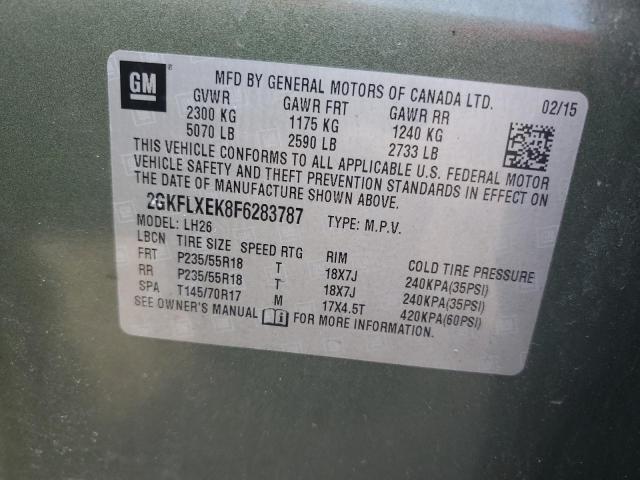 GM ®
MFD BY GENERAL MOTORS OF CANADA LTD. 02/15
GVWR GAWR FRT GAWR RR
2300 KG 1175 KG 1240 KG
5070 LB 2590 LB 2733 LB
THIS VEHICLE CONFORMS TO ALL APPLICABLE U.S. FEDERAL MOTOR
VEHICLE SAFETY AND THEFT PREVENTION STANDARDS IN EFFECT ON
THE DATE OF MANUFACTURE SHOWN ABOVE.
2GKFLXEK8F6283787 TYPE: M.P.V.
MODEL: LH26
LBCN TIRE SIZE SPEED RTG RIM COLD TIRE PRESSURE
FRT P235/55R18 T 18X7J 240KPA(35PSI)
RR P235/55R18 T 18X7J 240KPA(35PSI)
SPA T145/70R17 M 17X4.5T 420KPA(60PSI)
SEE OWNER'S MANUAL FOR MORE INFORMATION.